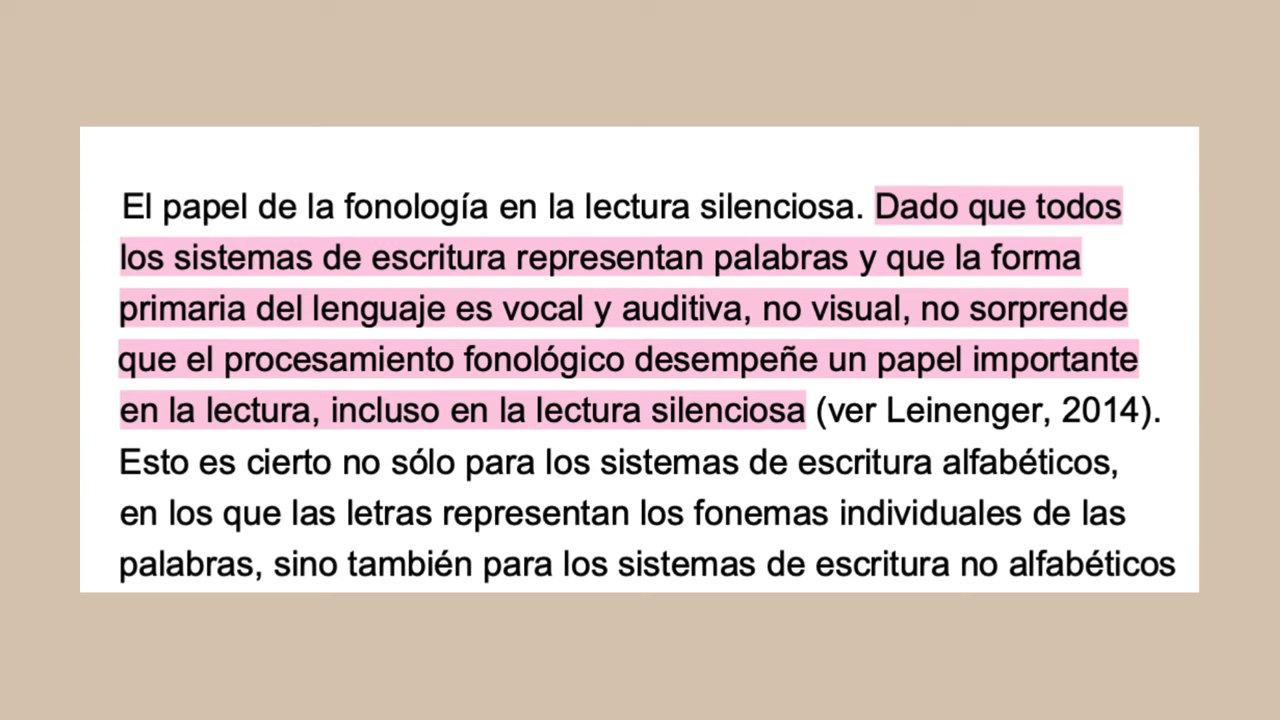 El papel de la fonología en la lectura silenciosa. Dado que todos
los sistemas de escritura representan palabras y que la forma
primaria del lenguaje es vocal y auditiva, no visual, no sorprende
que el procesamiento fonológico desempeñe un papel importante
en la lectura, incluso en la lectura silenciosa (ver Leinenger, 2014).
Esto es cierto no sólo para los sistemas de escritura alfabéticos,
en los que las letras representan los fonemas individuales de las
palabras, sino también para los sistemas de escritura no alfabéticos